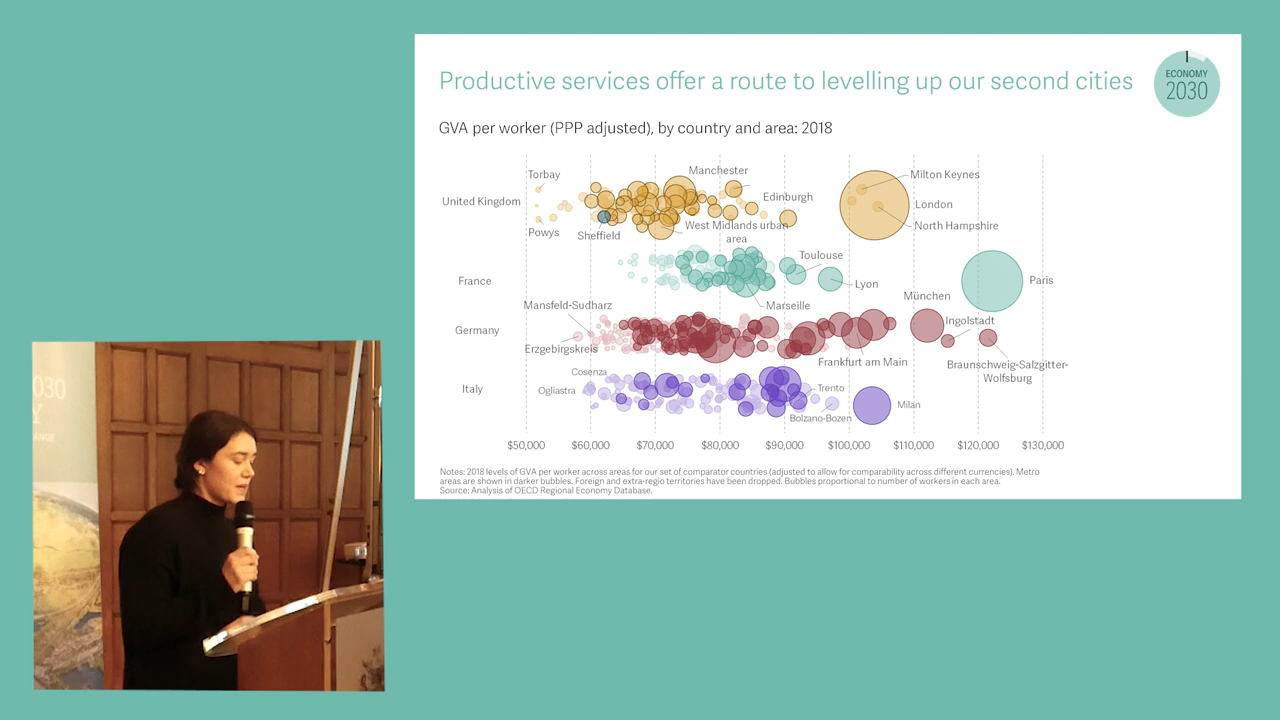 Productive services offer a route to levelling up our second cities
ECONOMY
2030
GVA per worker (PPP adjusted), by country and area: 2018
Torbay
Manchester
Milton Keynes
United Kingdom
Edinburgh
London
Powys
Sheffield
West Midlands urban
area
North Hampshire
Toulouse
France
Lyon
Paris
Marseille
München
Mansfeld-Sudharz
Ingolstadt
Germany
Erzgebirgskreis
Frankfurt am Main
Braunschweig-Salzgitter-
Wolfsburg
Cosenza
Ogliastra
Italy
Trento
Milan
Bolzano-Bozen
$50,000 $60,000 $70,000 $80,000 $90,000 $100,000 $110,000 $120,000 $130,000
Notes: 2018 levels of GVA per worker across areas for our set of comparator countries (adjusted to allow for comparability across different currencies). Metro
areas are shown in darker bubbles. Foreign and extra-regio territories have been dropped. Bubbles proportional to number of workers in each area.
Source: Analysis of OECD Regional Economy Database.
030
Y